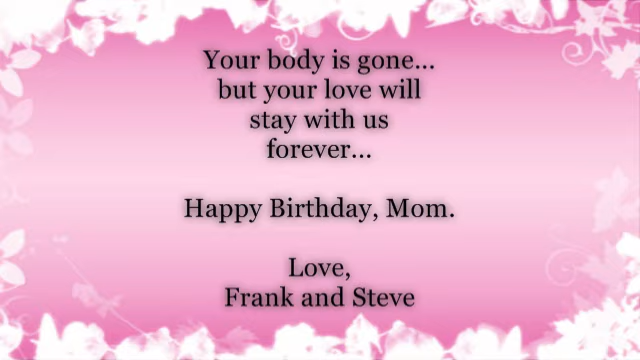 Your body is gone...
but your love will
stay with us
forever...
Happy Birthday, Mom.
Love,
Frank and Steve